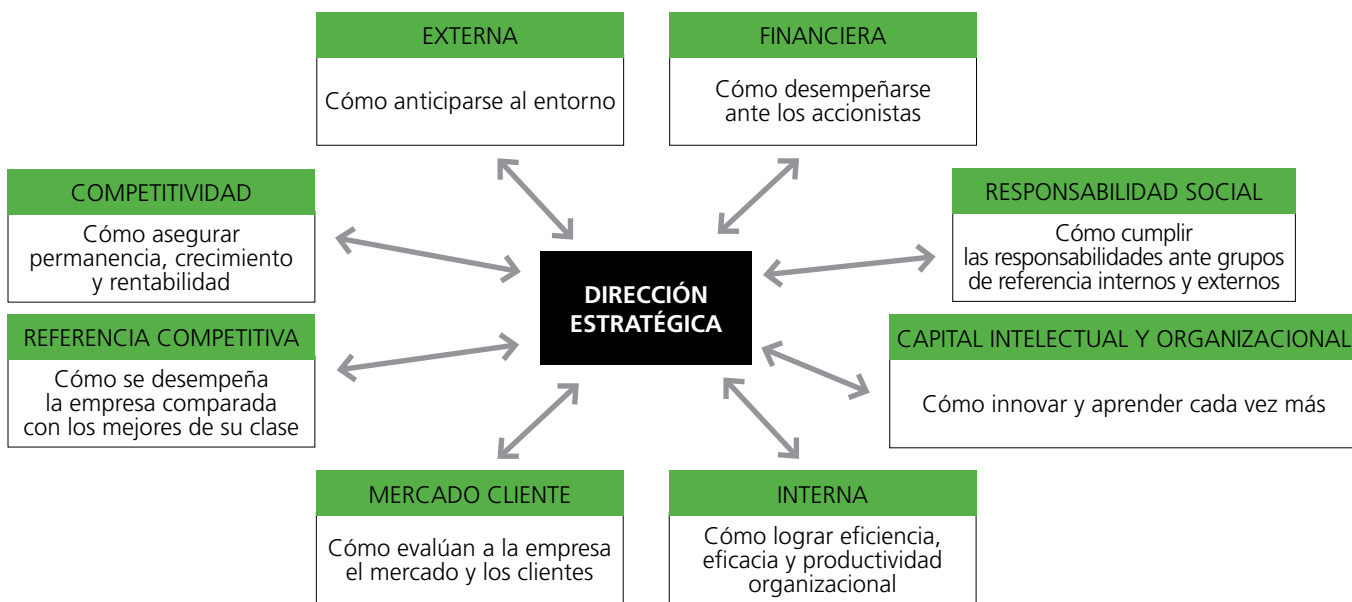 EXTERNA
Cómo anticiparse al entorno
FINANCIERA
Cómo desempeñarse
ante los accionistas
COMPETITIVIDAD
Cómo asegurar
permanencia, crecimiento
y rentabilidad
RESPONSABILIDAD SOCIAL
Cómo cumplir
las responsabilidades ante grupos
de referencia internos y externos
DIRECCIÓN
ESTRATÉGICA
REFERENCIA COMPETITIVA
Cómo se desempeña
la empresa comparada
con los mejores de su clase
CAPITAL INTELECTUAL Y ORGANIZACIONAL
Cómo innovar y aprender cada vez más
MERCADO CLIENTE
Cómo evalúan a la empresa
el mercado y los clientes
INTERNA
Cómo lograr eficiencia,
eficacia y productividad
organizacional